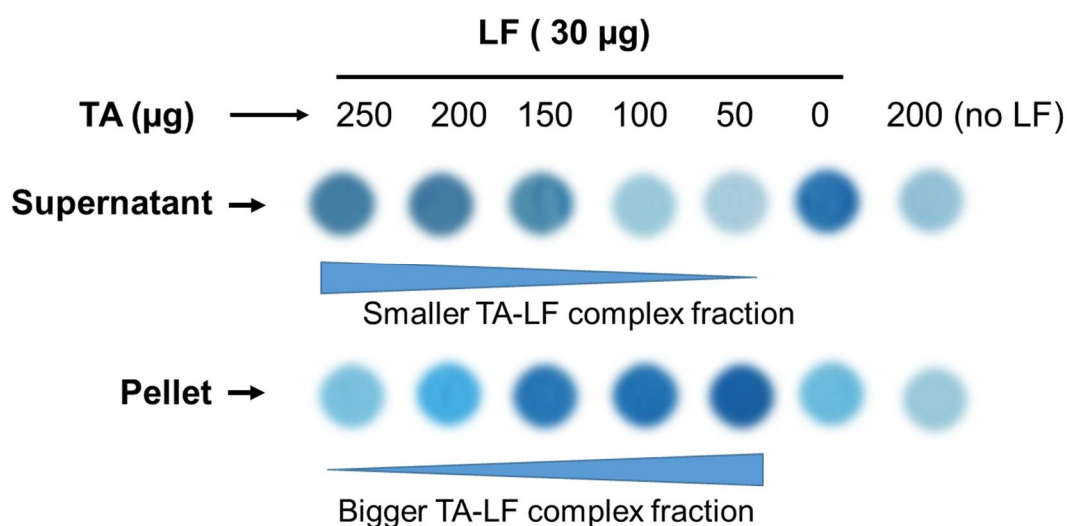 LF ( 30 µg)
TA (µg) 250 200 150 100 50 0 200 (no LF)
Supernatant
Smaller TA-LF complex fraction
Pellet
Bigger TA-LF complex fraction